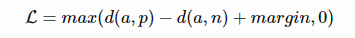 ℒ = max(d(a, p) − d(a, n) + margin, 0)